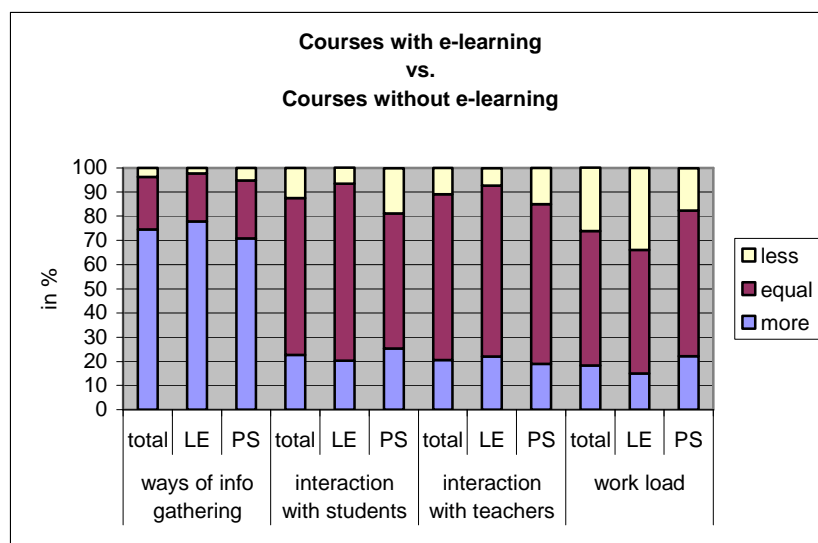 Courses with e-learning
vs.
Courses without e-learning
in %
100
90
80
70
60
50
40
30
20
10
0
total LE PS total LE PS total LE PS total LE PS
ways of info gathering
interaction with students
interaction with teachers
work load
less
equal
more